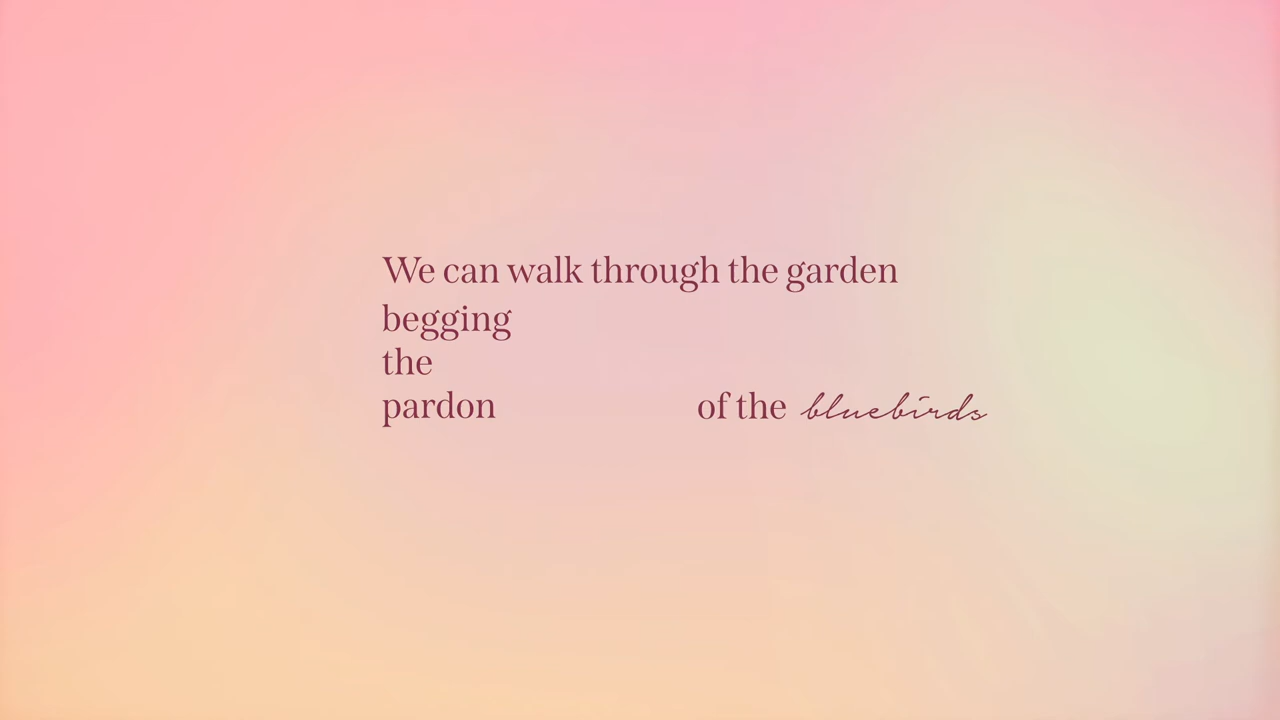 We can walk through the garden
begging
the
pardon of the bluebirds